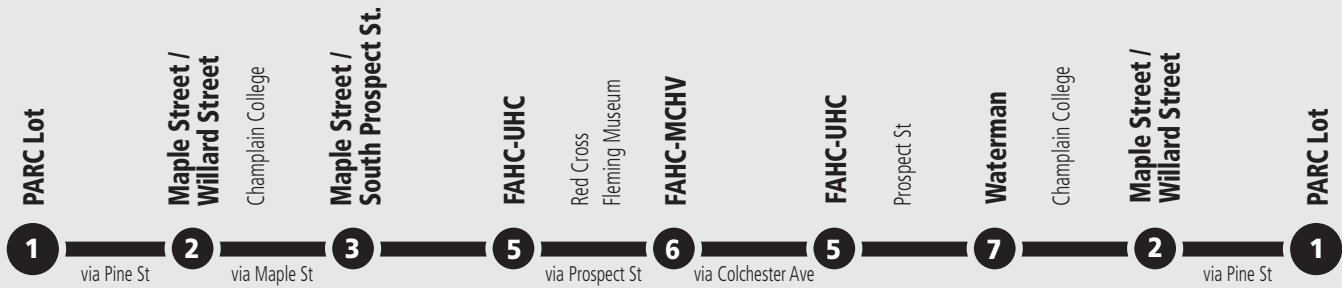 PARC Lot
Maple Street /
Willard Street
Champlain College
Maple Street /
South Prospect St.
FAHC-UHC
Red Cross
Fleming Museum
FAHC-MCHV
FAHC-UHC
Prospect St
Waterman
Champlain College
Maple Street /
Willard Street
PARC Lot
1
2
3
5
6
5
7
2
1
via Pine St
via Maple St
via Prospect St
via Colchester Ave
via Pine St